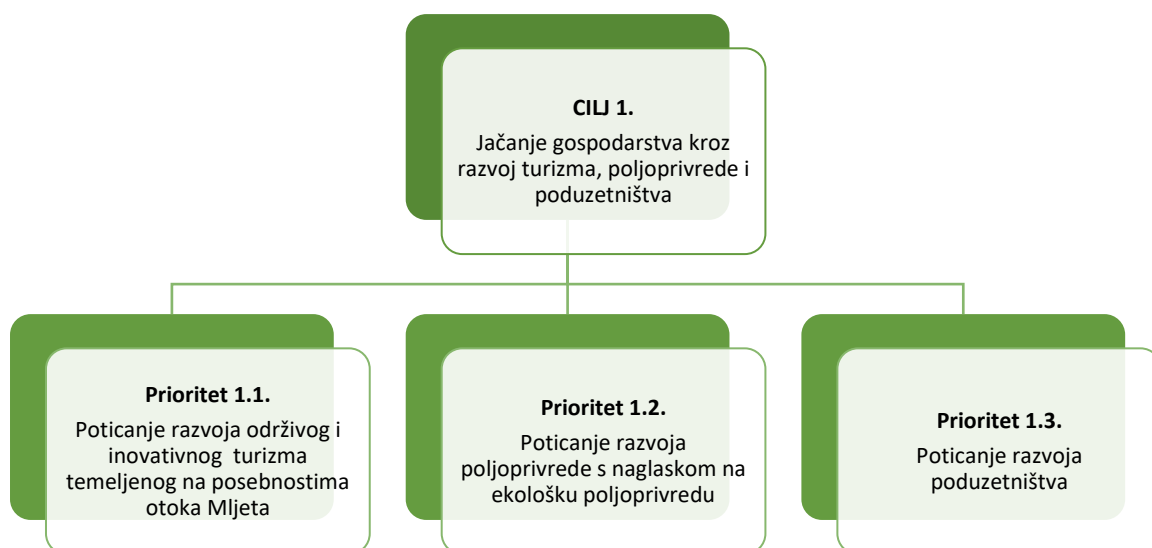 CILJ 1.
Jačanje gospodarstva kroz
razvoj turizma, poljoprivrede i
poduzetništva
Prioritet 1.1.
Poticanje razvoja održivog i
inovativnog  turizma
temeljenog na posebnostima
otoka Mljeta
Prioritet 1.2.
Poticanje razvoja
poljoprivrede s naglaskom na
ekološku poljoprivredu
Prioritet 1.3.
Poticanje razvoja
poduzetništva